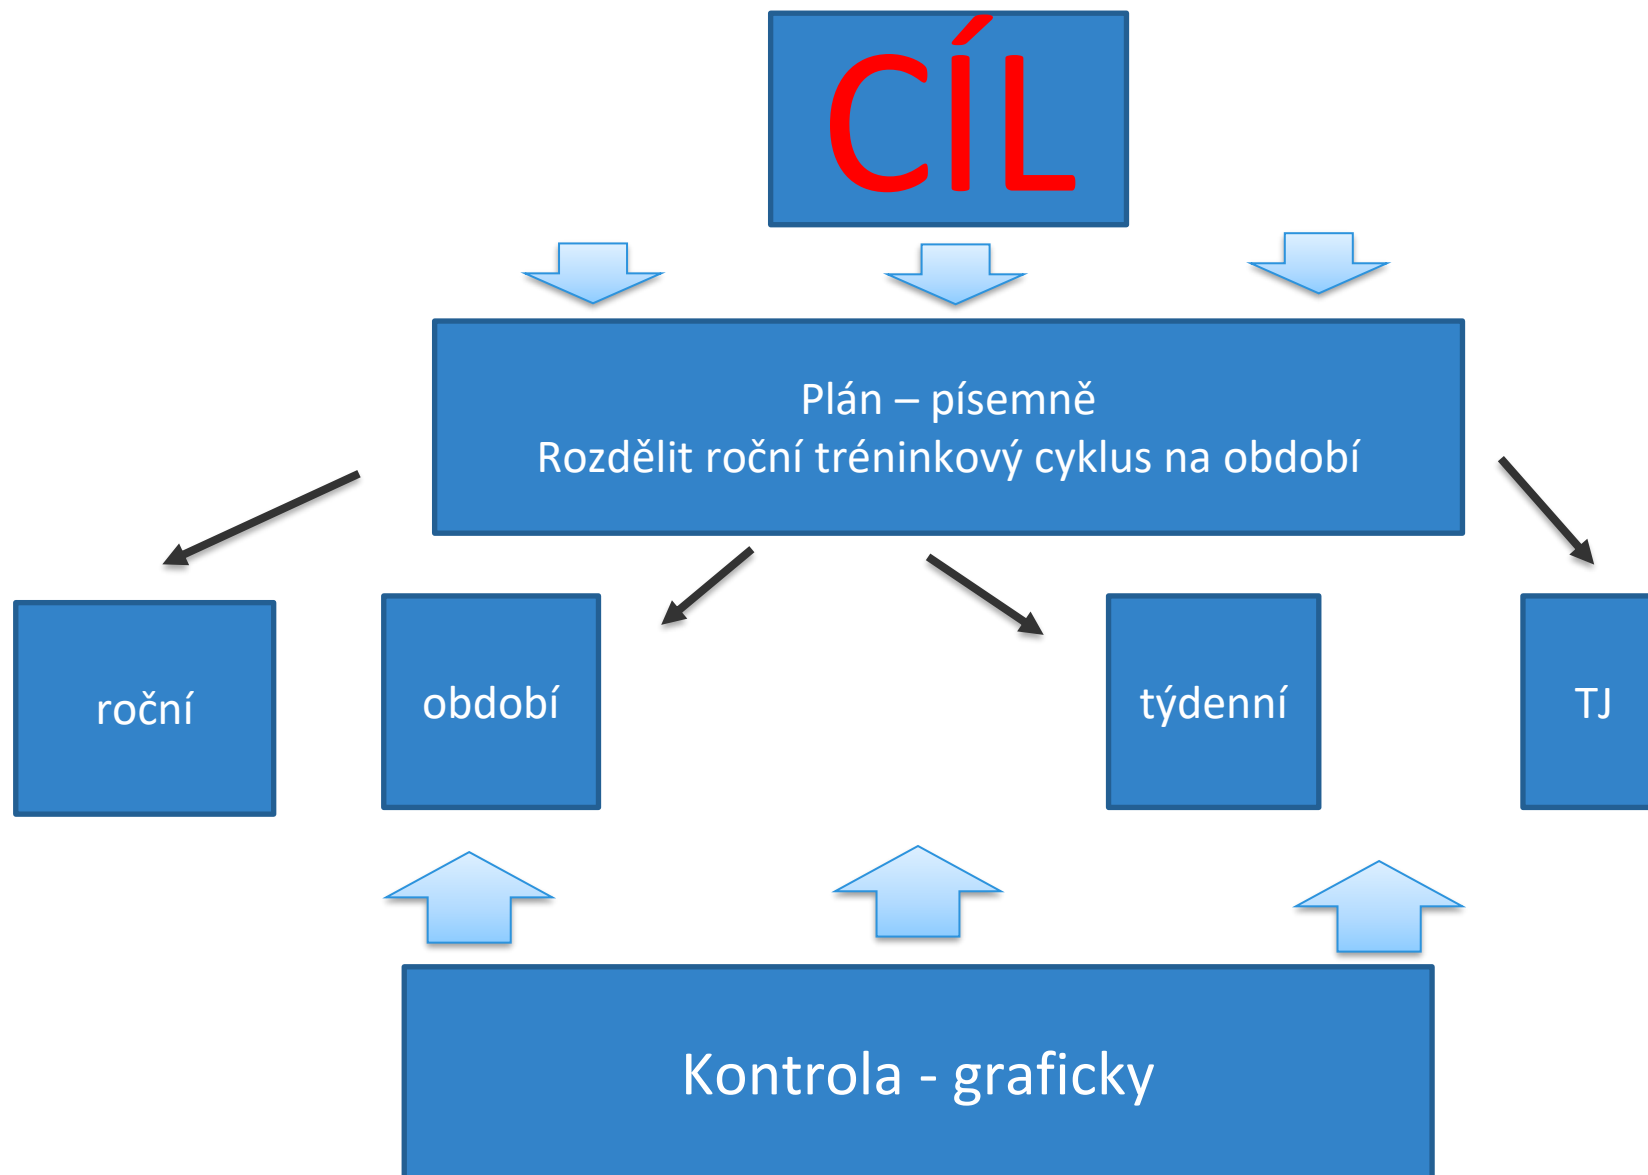 CÍL
Plán – písemně
Rozdělit roční tréninkový cyklus na období
roční
období
týdenní
TJ
Kontrola - graficky